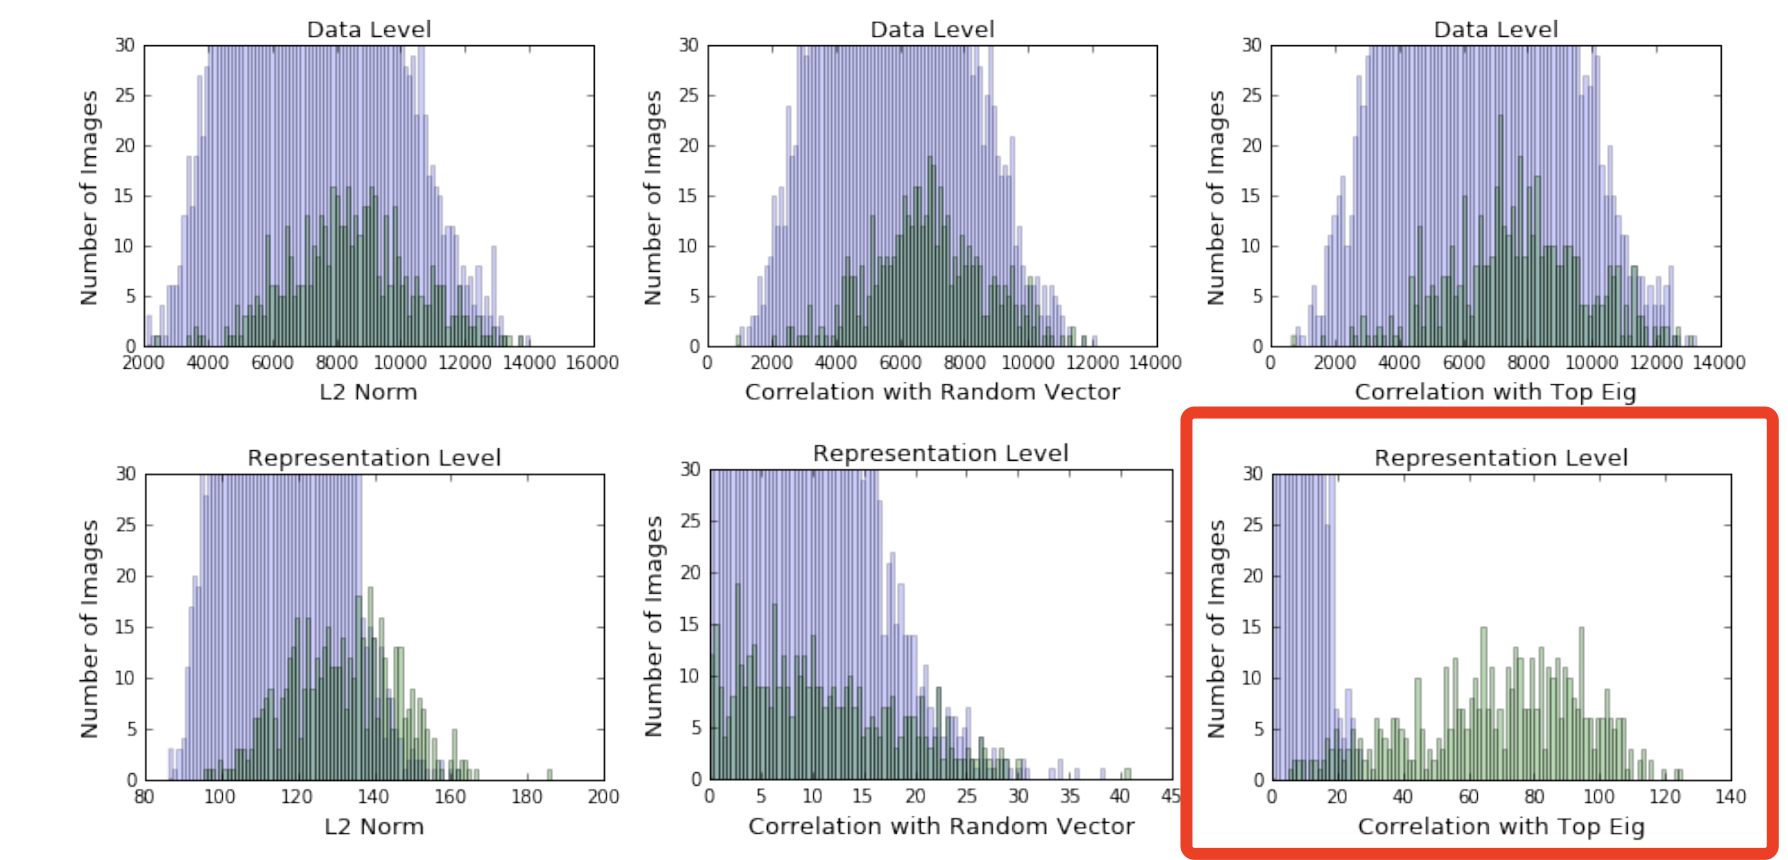 Data Level
Number of Images
30
25
20
15
10
5
0
2000 4000 6000 8000 10000 12000 14000 16000
L2 Norm
Data Level
Number of Images
30
25
20
15
10
5
0
0 2000 4000 6000 8000 10000 12000 14000
Correlation with Random Vector
Data Level
Number of Images
30
25
20
15
10
5
0
0 2000 4000 6000 8000 10000 12000 14000
Correlation with Top Eig
Representation Level
Number of Images
30
25
20
15
10
5
0
80 100 120 140 160 180 200
L2 Norm
Representation Level
Number of Images
30
25
20
15
10
5
0
0 5 10 15 20 25 30 35 40 45
Correlation with Random Vector
Representation Level
Number of Images
30
25
20
15
10
5
0
0 20 40 60 80 100 120 140
Correlation with Top Eig